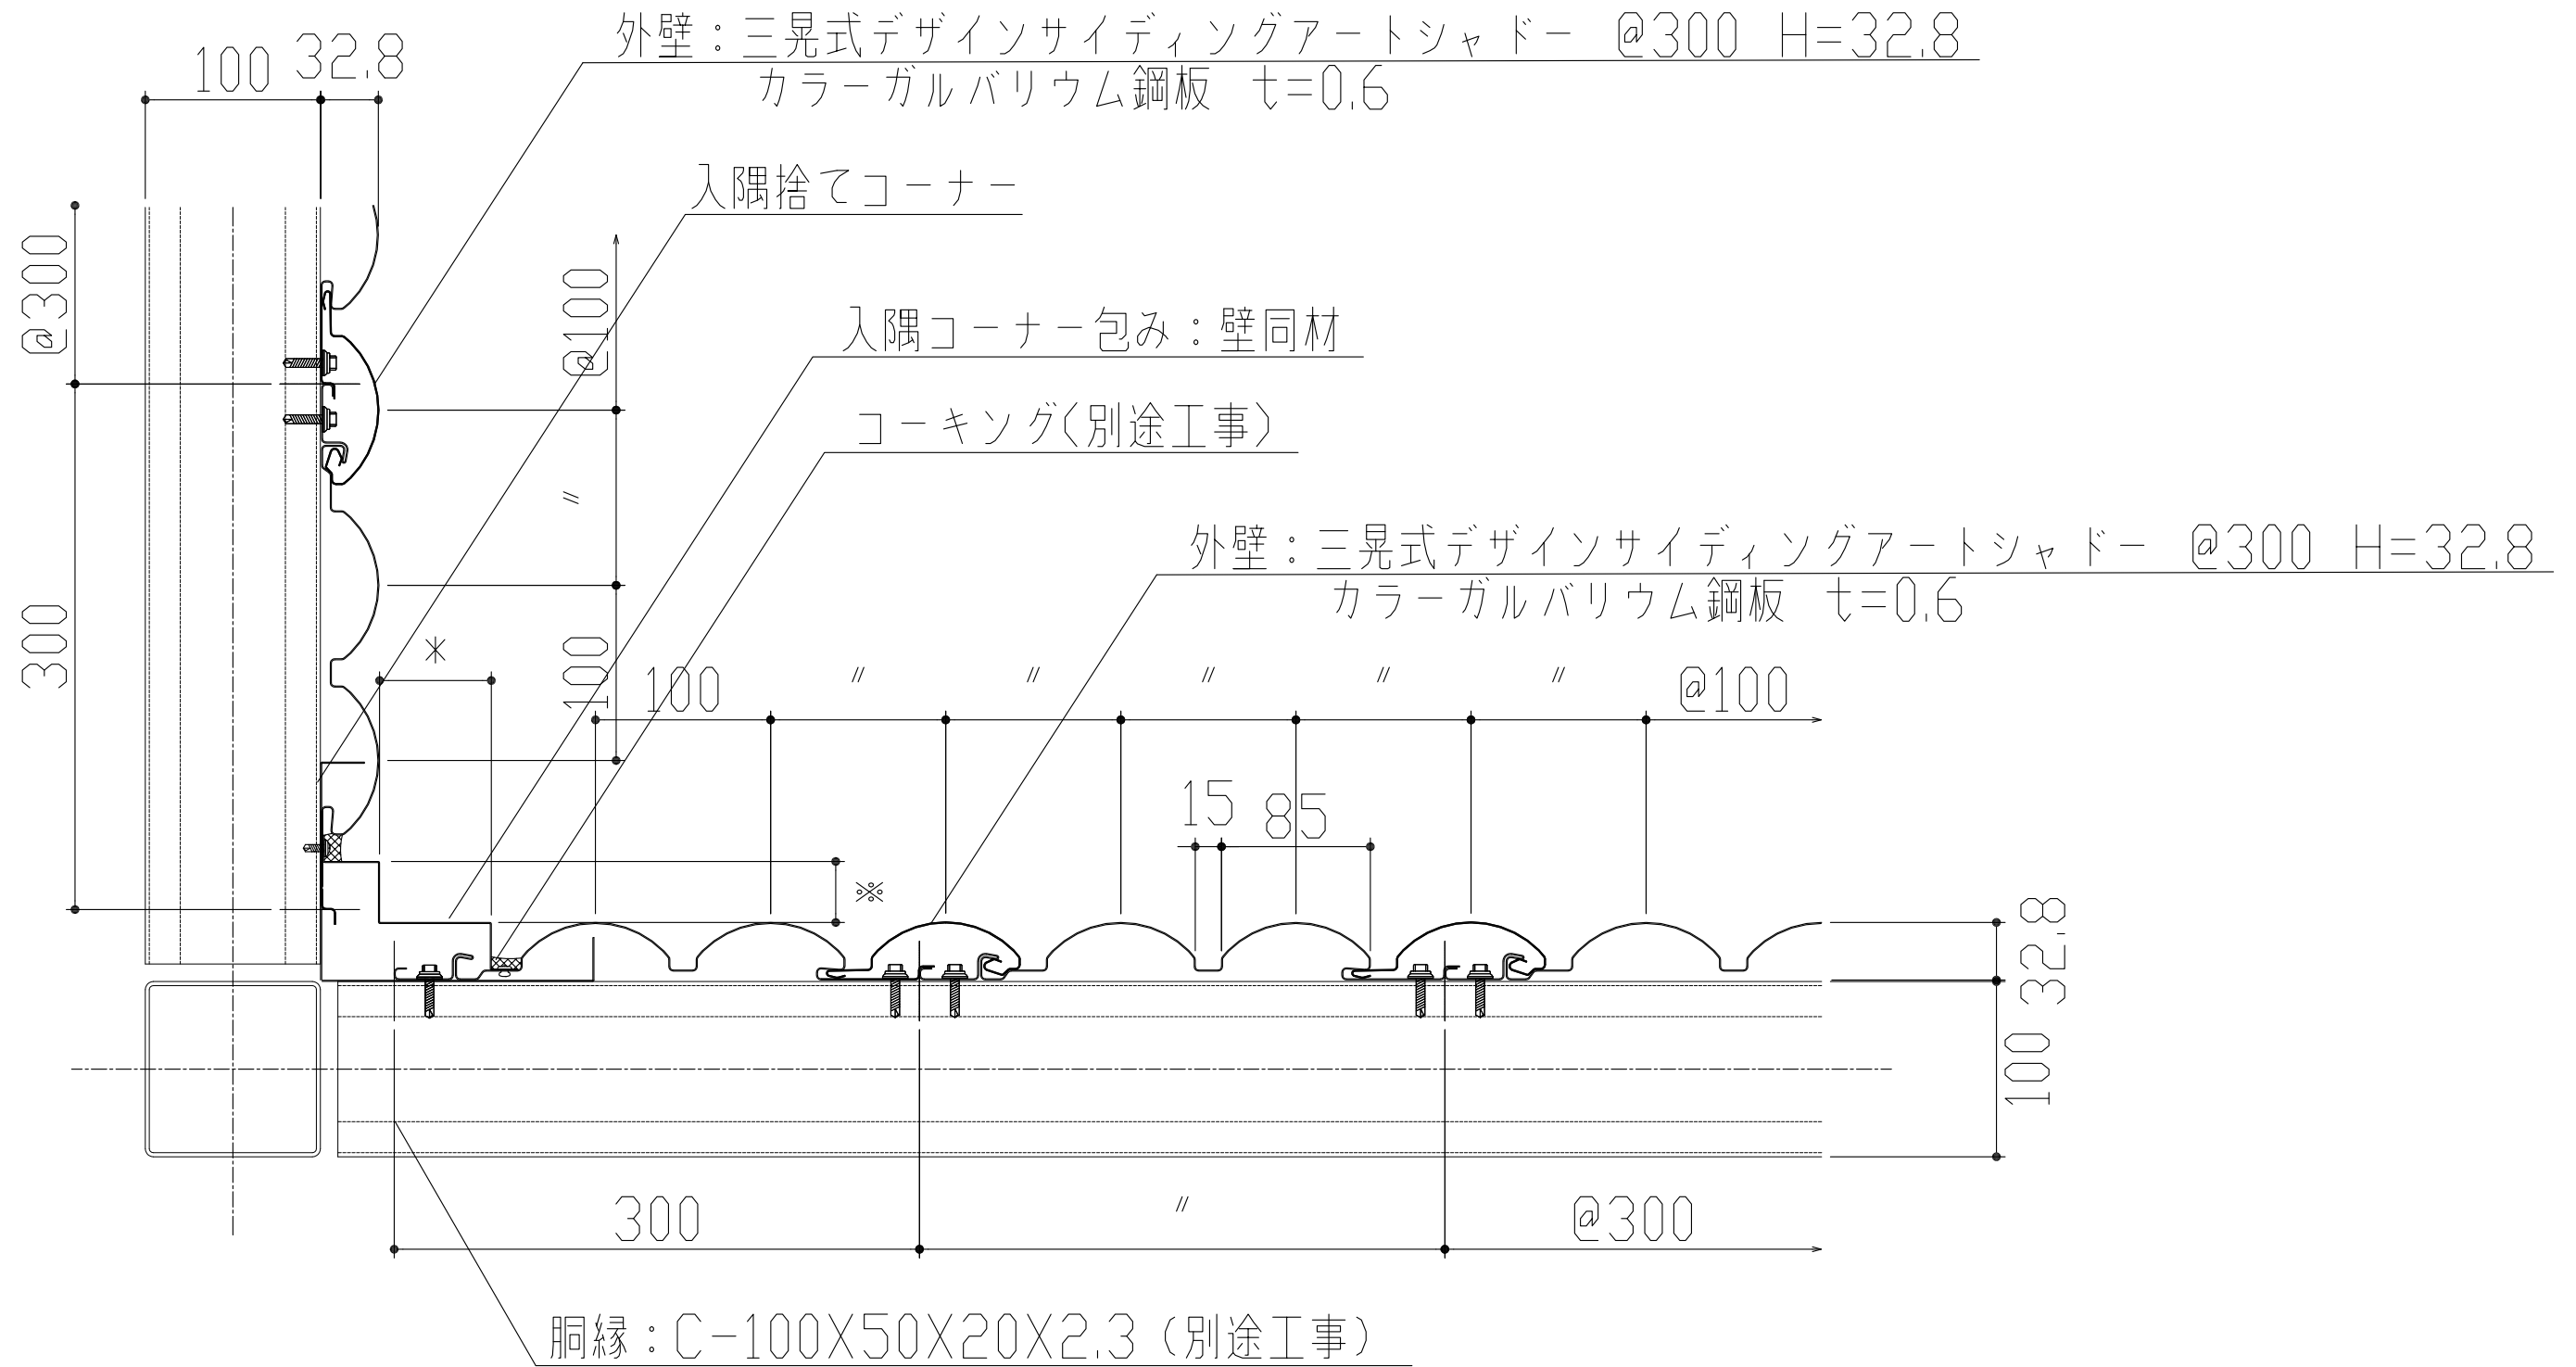 外壁：三晃式デザインサイディングアートシャドー　@300　H=32.8
カラーガルバリウム鋼板　t=0.6
100 32.8
入隅捨てコーナー
@300
@100
入隅コーナー包み：壁同材
コーキング(別途工事)
〃
外壁：三晃式デザインサイディングアートシャドー　@300　H=32.8
カラーガルバリウム鋼板　t=0.6
300
*
100
100 〃 〃 〃 〃 〃 @100
15 85
※
32.8
100
300 〃 @300
胴縁：C-100X50X20X2.3（別途工事）